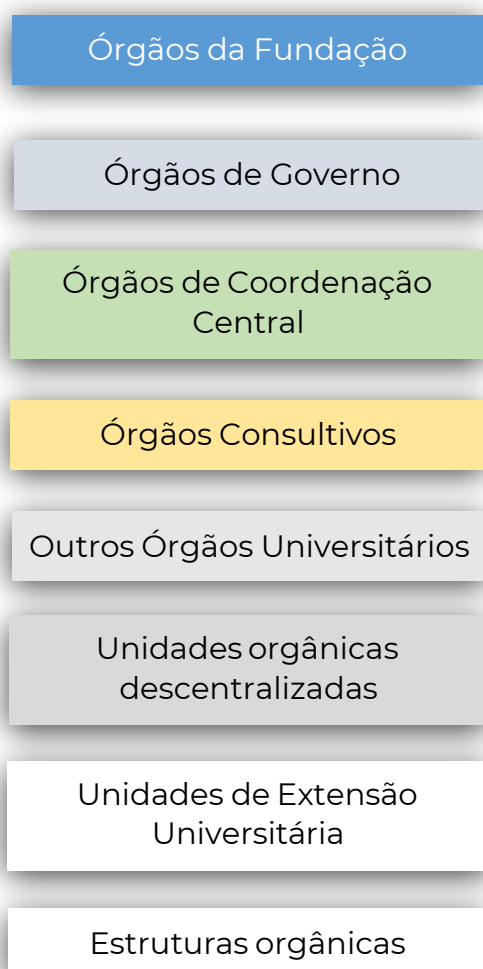 Órgãos da Fundação
Órgãos de Governo
Órgãos de Coordenação
Central
Órgãos Consultivos
Outros Órgãos Universitários
Unidades orgânicas
descentralizadas
Unidades de Extensão
Universitária
Estruturas orgânicas